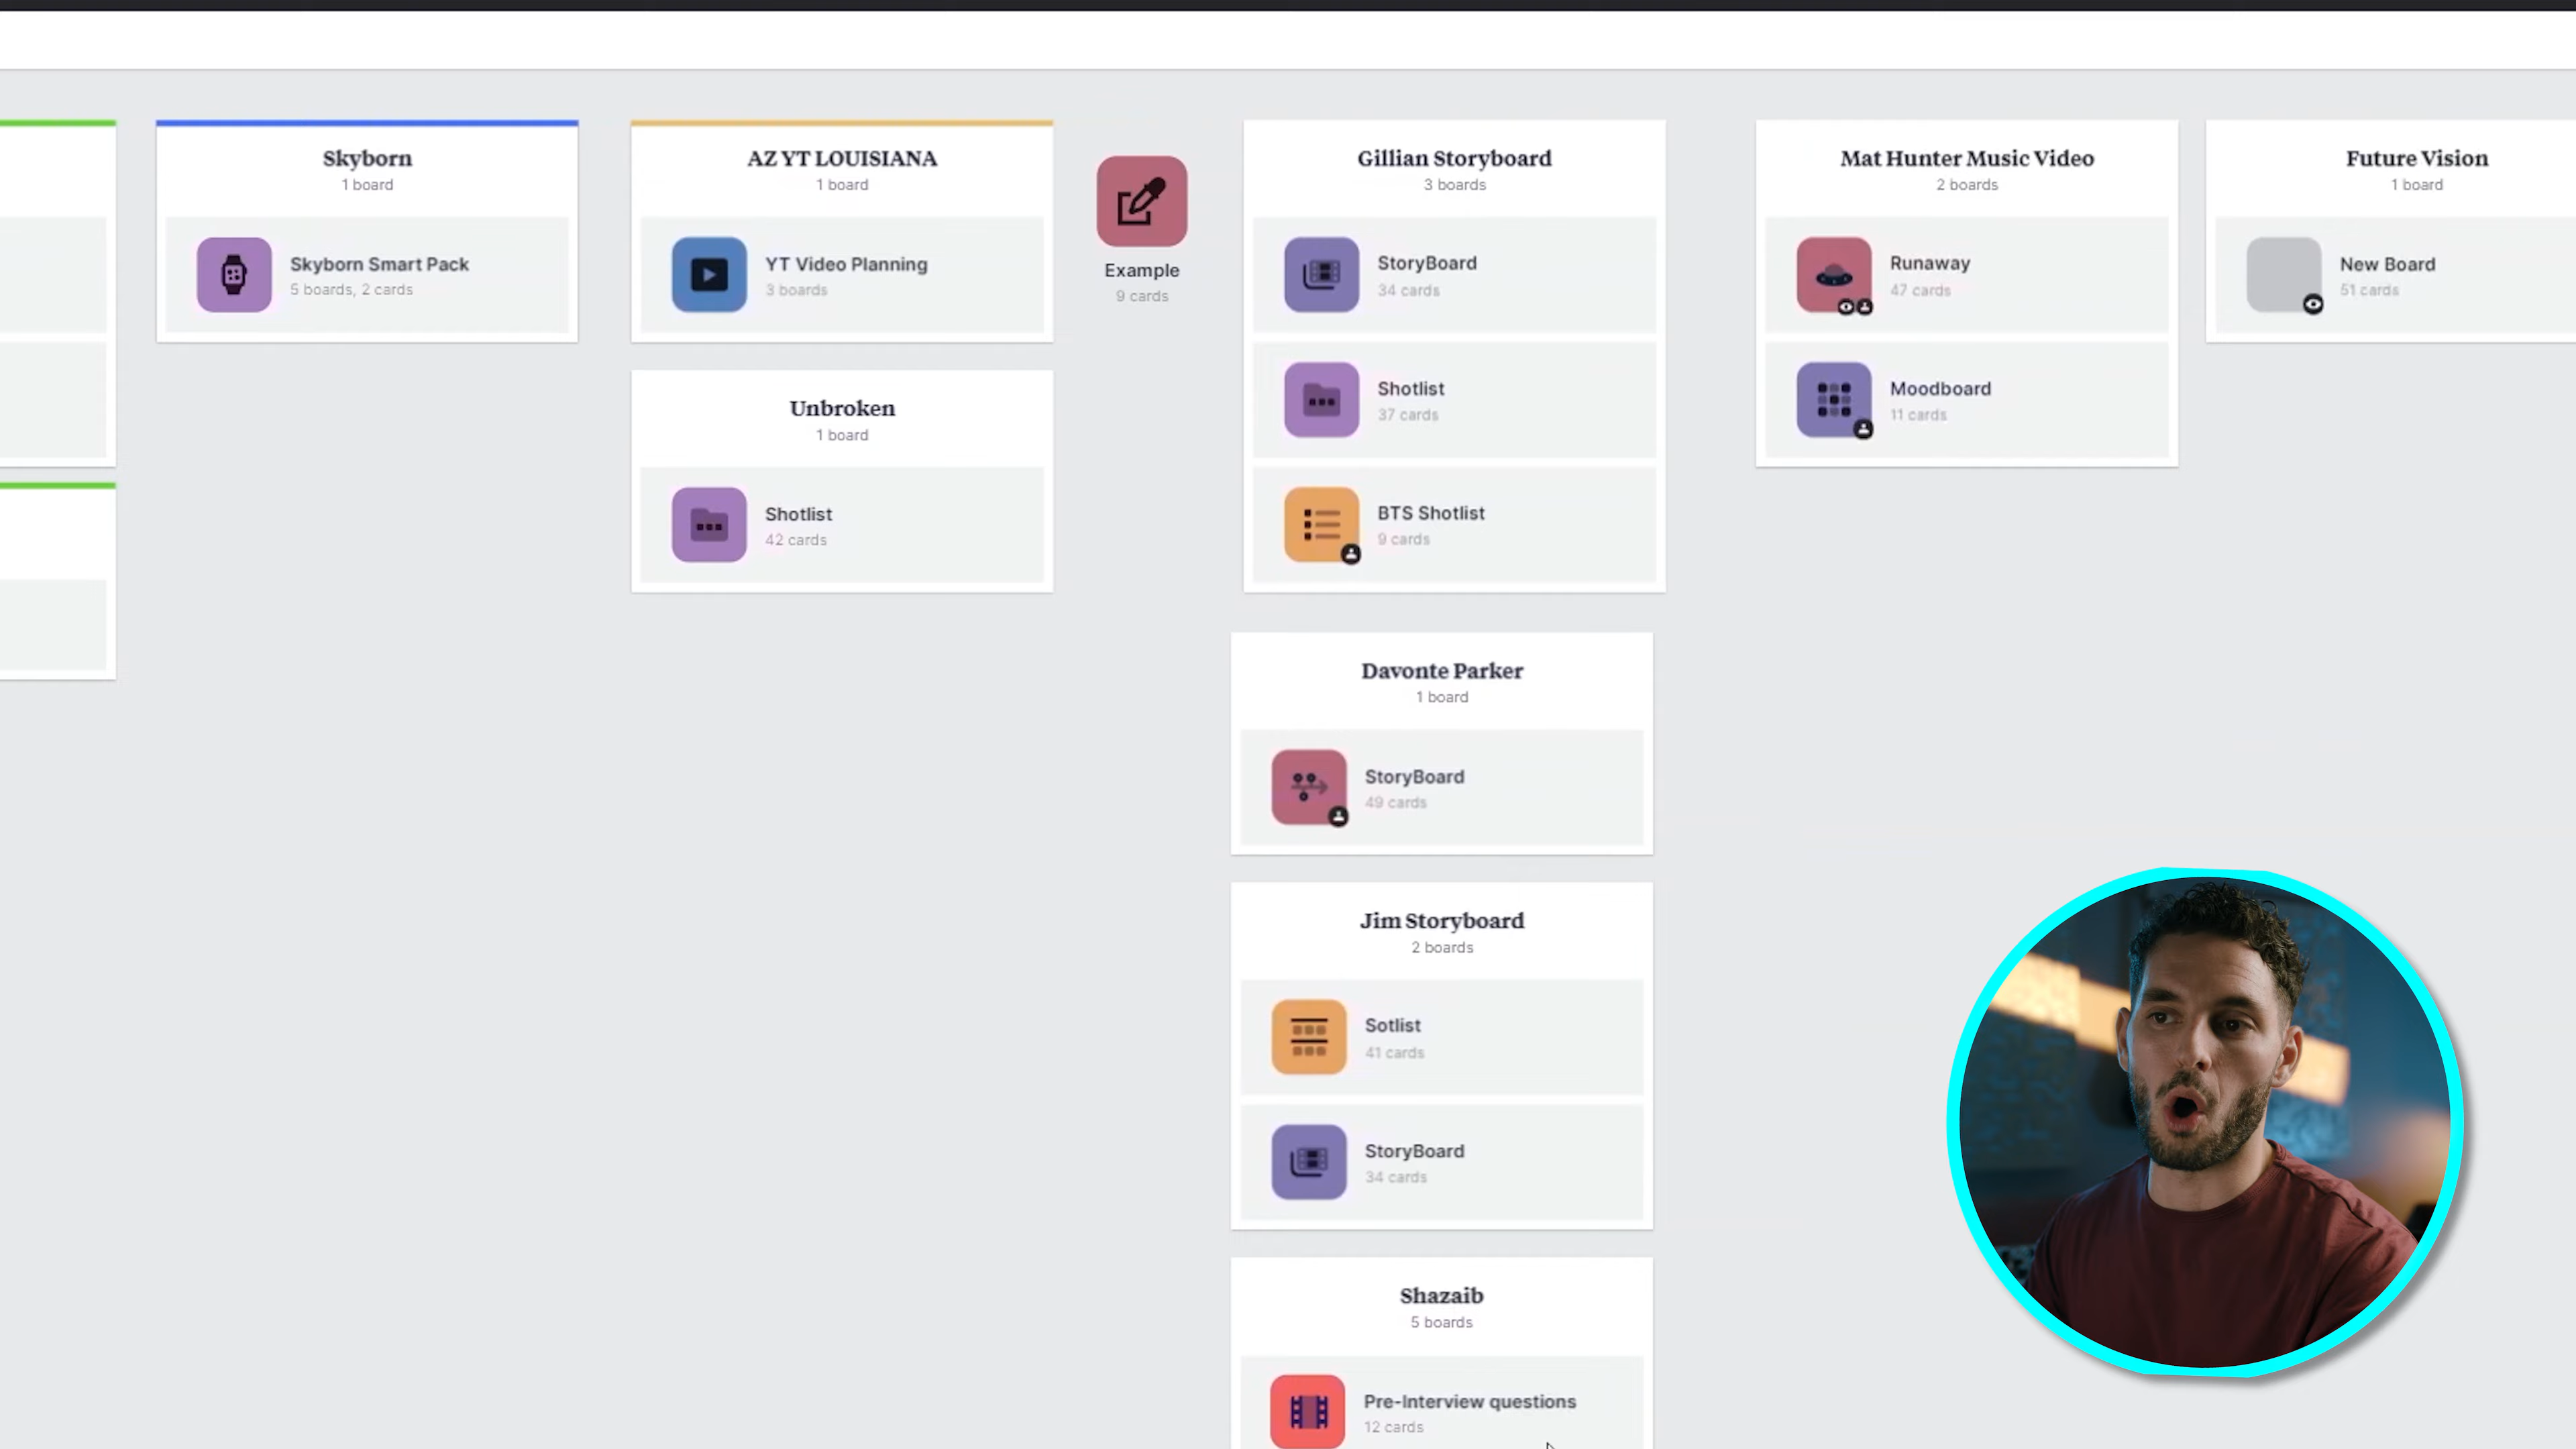 Skyborn
1 board
Skyborn Smart Pack
5 boards, 2 cards
AZ YT LOUISIANA
1 board
YT Video Planning
3 boards
Unbroken
1 board
Shotlist
42 cards
Example
9 cards
Gillian Storyboard
3 boards
StoryBoard
34 cards
Shotlist
37 cards
BTS Shotlist
9 cards
Davonte Parker
1 board
StoryBoard
49 cards
Jim Storyboard
2 boards
Sotlist
41 cards
StoryBoard
34 cards
Shazaib
5 boards
Pre-Interview questions
12 cards
Mat Hunter Music Video
2 boards
Runaway
47 cards
Moodboard
11 cards
Future Vision
1 board
New Board
51 cards